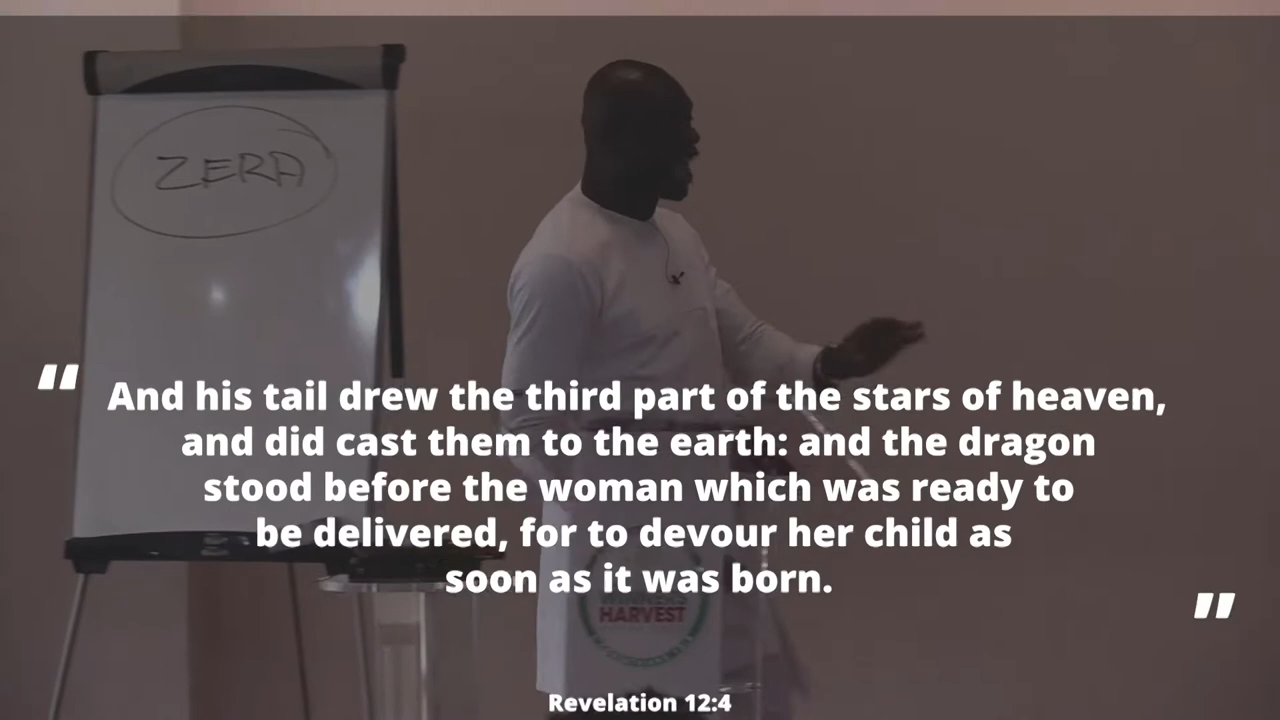 ZERA
“ And his tail drew the third part of the stars of heaven,
and did cast them to the earth: and the dragon
stood before the woman which was ready to
be delivered, for to devour her child as
soon as it was born. ”
HARVEST
Revelation 12:4